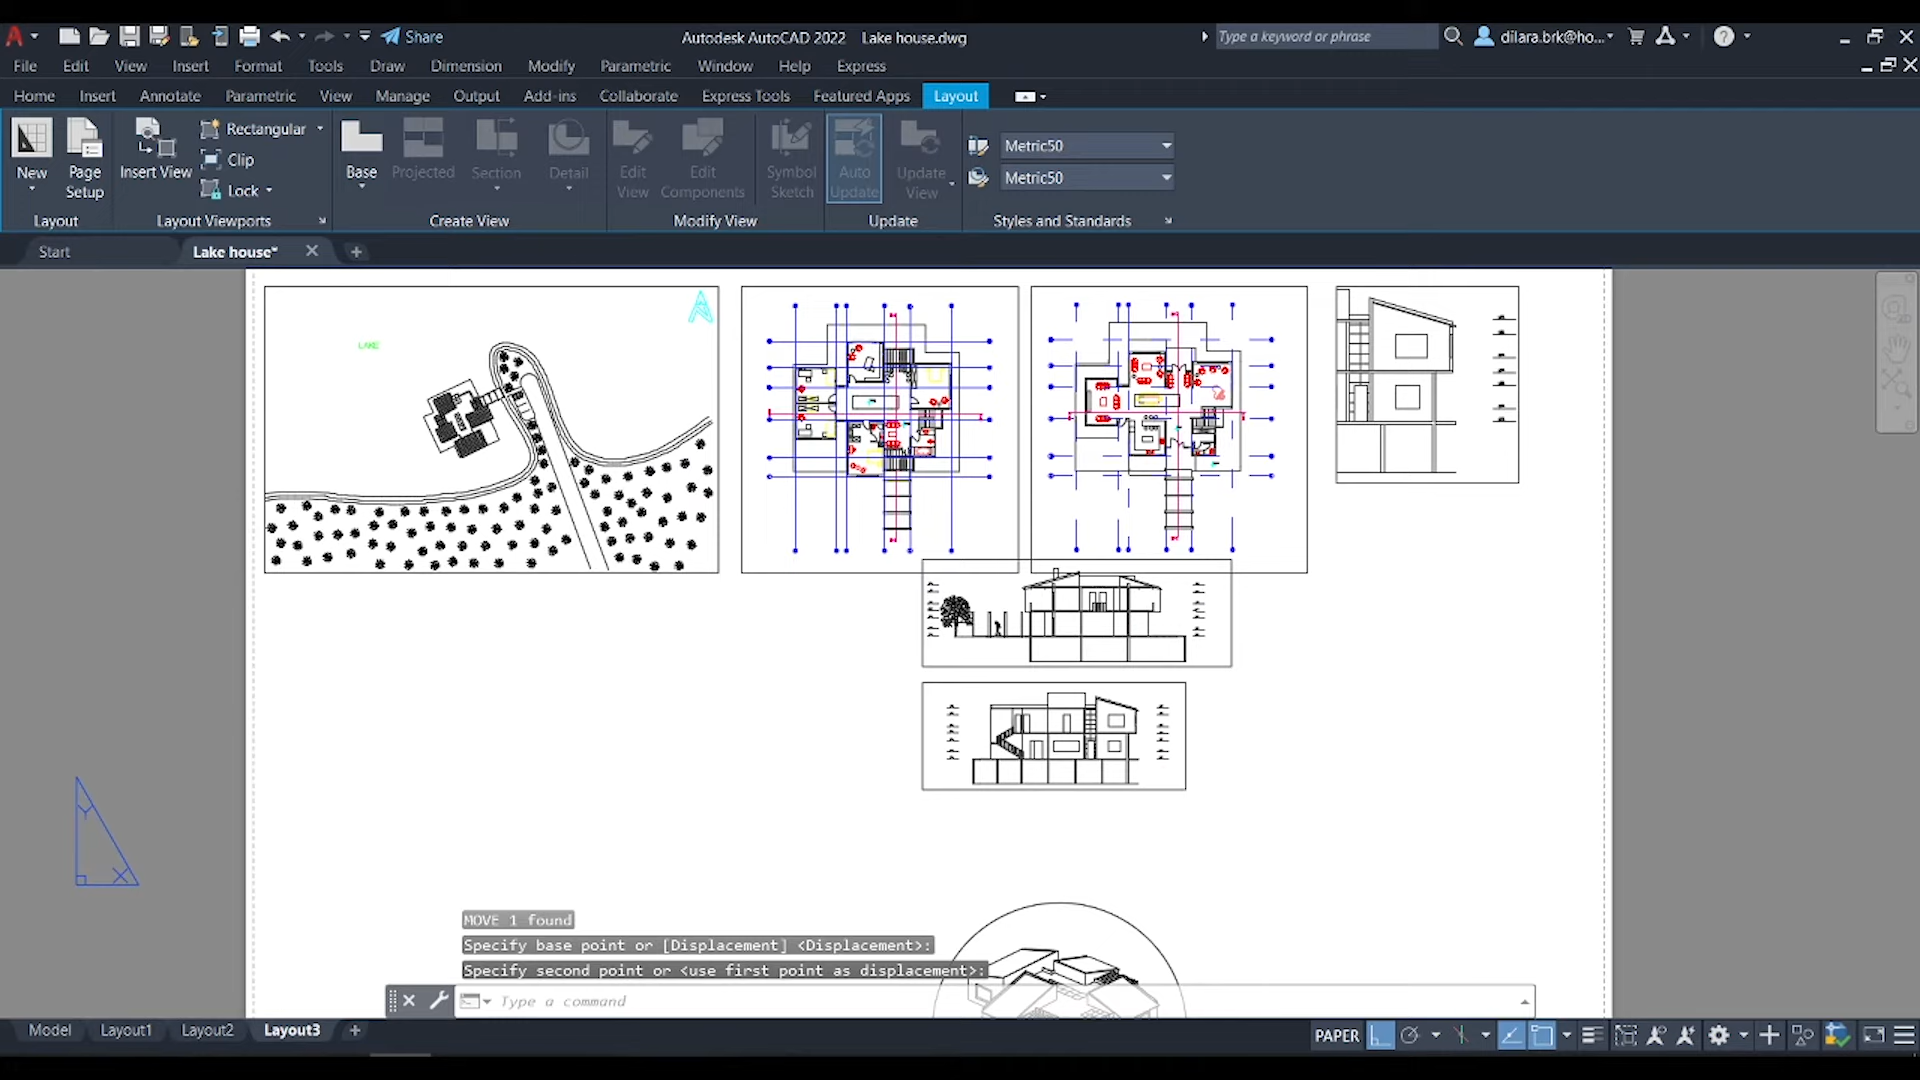 Share
Autodesk AutoCAD 2022 Lake house.dwg
Type a keyword or phrase
dilara.brk@ho...
File Edit View Insert Format Tools Draw Dimension Modify Parametric Window Help Express
Home Insert Annotate Parametric View Manage Output Add-ins Collaborate Express Tools Featured Apps Layout
New
Page Setup
Insert View
Rectangular
Clip
Lock
Base
Projected
Section
Detail
Edit View
Edit Components
Symbol Sketch
Auto Update
Update View
Metric50
Metric50
Layout
Layout Viewports
Create View
Modify View
Update
Styles and Standards
Start
Lake house*
LAKE
Y
X
MOVE 1 found
Specify base point or [Displacement] <Displacement>:
Specify second point or <use first point as displacement>:
Type a command
Model Layout1 Layout2 Layout3
PAPER